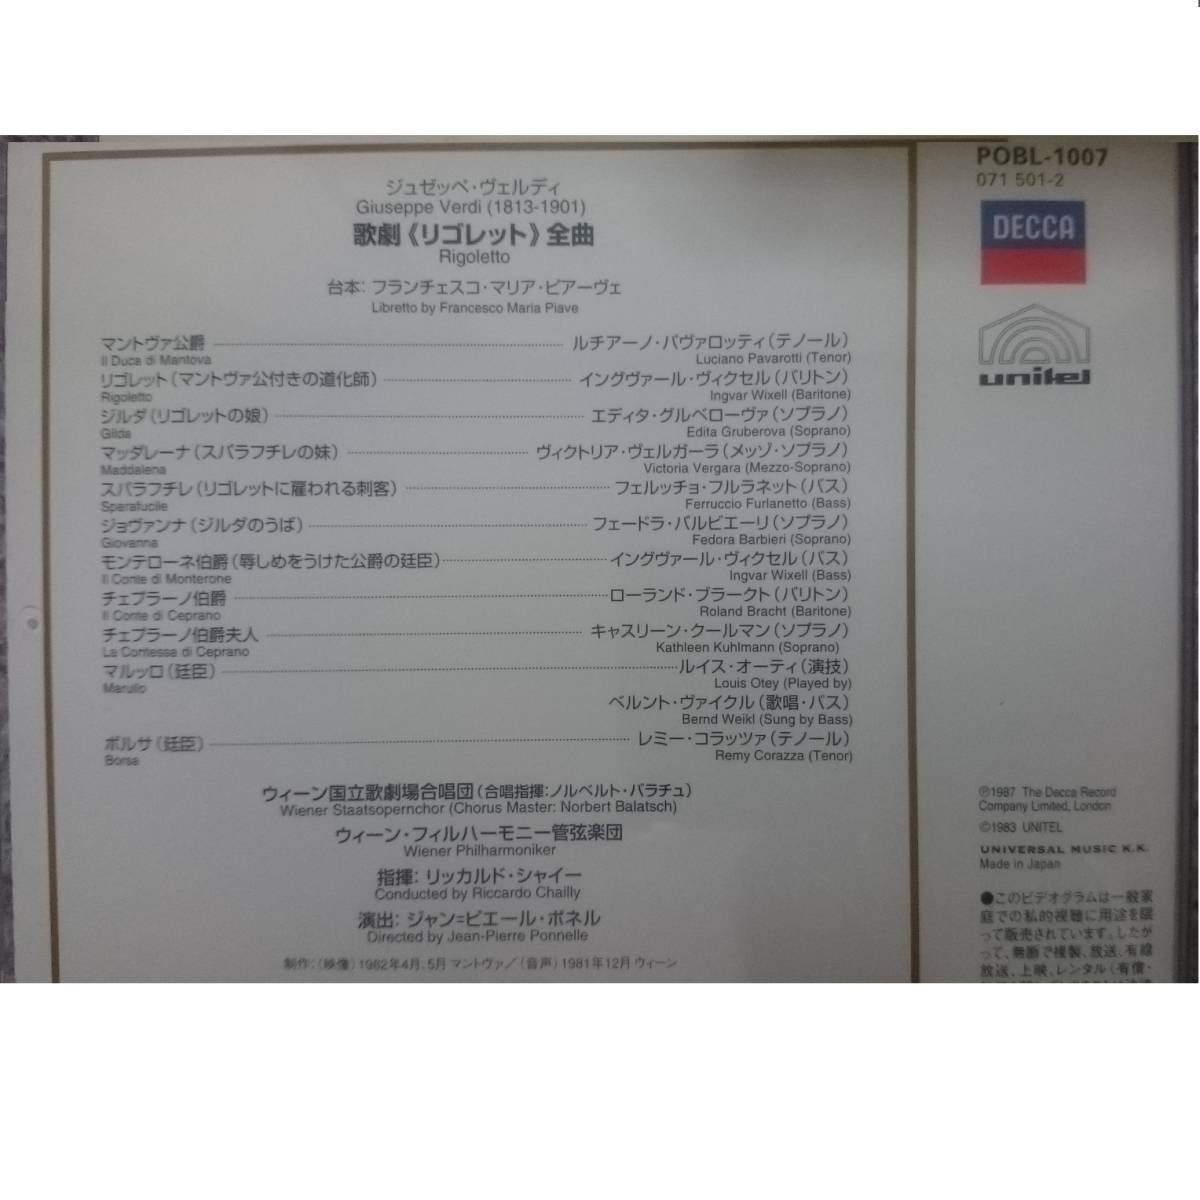 ジュゼッペ・ヴェルディ
Giuseppe Verdi (1813-1901)
歌劇《リゴレット》全曲
Rigoletto
台本: フランチェスコ・マリア・ピアーヴェ
Libretto by Francesco Maria Piave
マントヴァ公爵 ルチアーノ・パヴァロッティ(テノール)
Il Duca di Mantova Luciano Pavarotti (Tenor)
リゴレット(マントヴァ公付きの道化師) イングヴァール・ヴィクセル(バリトン)
Rigoletto Ingvar Wixell (Baritone)
ジルダ(リゴレットの娘) エディタ・グルベローヴァ(ソプラノ)
Gilda Edita Gruberova (Soprano)
マッダレーナ(スパラフチレの妹) ヴィクトリア・ヴェルガーラ(メッゾ・ソプラノ)
Maddalena Victoria Vergara (Mezzo-Soprano)
スパラフチレ(リゴレットに雇われる刺客) フェルッチョ・フルラネット(バス)
Sparafucile Ferruccio Furlanetto (Bass)
ジョヴァンナ(ジルダのうば) フェードラ・バルビエーリ(ソプラノ)
Giovanna Fedora Barbieri (Soprano)
モンテローネ伯爵(辱しめをうけた公爵の廷臣) イングヴァール・ヴィクセル(バス)
Il Conte di Monterone Ingvar Wixell (Bass)
チェプラーノ伯爵 ローランド・ブラークト(バリトン)
Il Conte di Ceprano Roland Bracht (Baritone)
チェプラーノ伯爵夫人 キャスリーン・クールマン(ソプラノ)
La Contessa di Ceprano Kathleen Kuhlmann (Soprano)
マルッロ(廷臣) ルイス・オーティ(演技)
Marullo Louis Otey (Played by)
ベルント・ヴァイクル(歌唱・バス)
Bernd Weikl (Sung by Bass)
ボルサ(廷臣) レミー・コラッツァ(テノール)
Borsa Remy Corazza (Tenor)
ウィーン国立歌劇場合唱団(合唱指揮:ノルベルト・バラチュ)
Wiener Staatsopernchor (Chorus Master: Norbert Balatsch)
ウィーン・フィルハーモニー管弦楽団
Wiener Philharmoniker
指揮: リッカルド・シャイー
Conducted by Riccardo Chailly
演出: ジャン=ピエール・ポネル
Directed by Jean-Pierre Ponnelle
制作:(映像)1982年4月、5月 マントヴァ/(音声)1981年12月 ウィーン
POBL-1007
071 501-2
DECCA
unitel
℗1987 The Decca Record
Company Limited, London
©1983 UNITEL
UNIVERSAL MUSIC K.K.
Made in Japan
●このビデオグラムは一般家
庭での私的視聴に用途を限
って販売されています。したが
って、無断で複製、放送、有線
放送、上映、レンタル(有償・